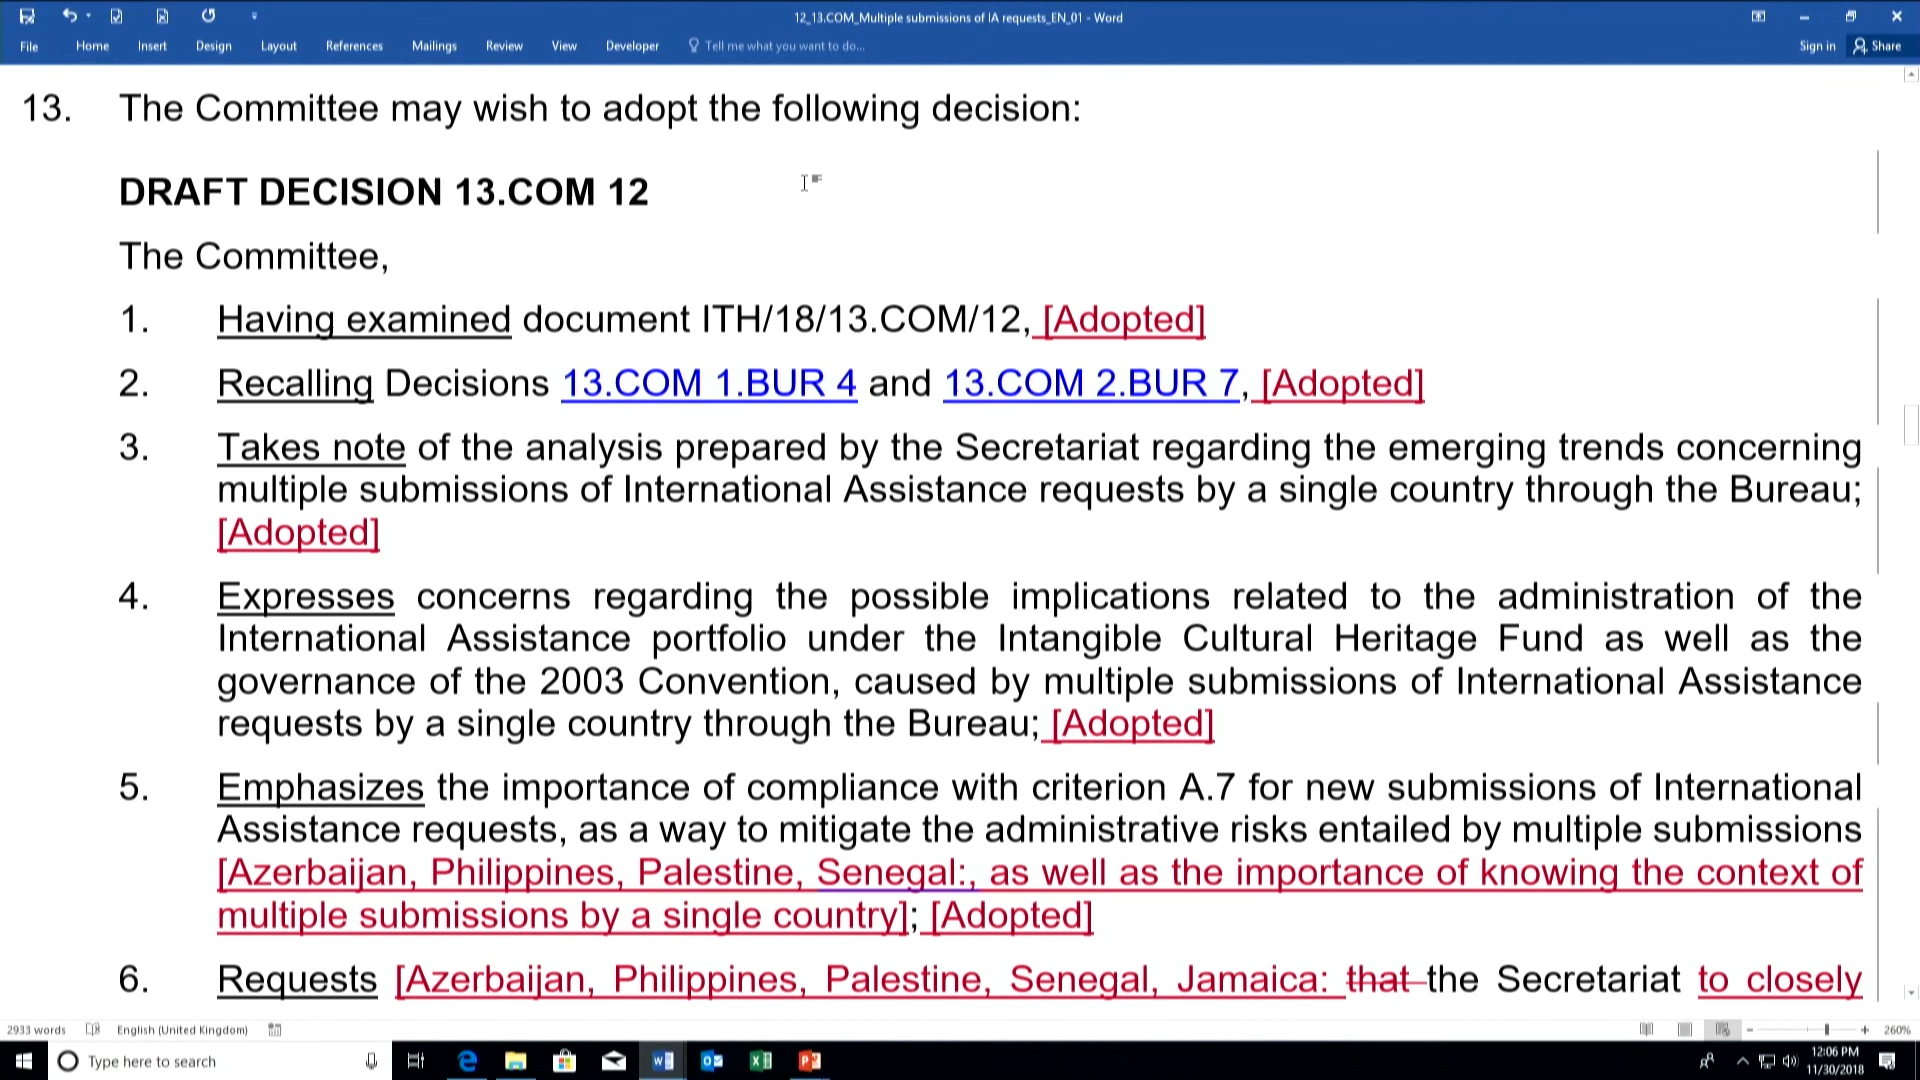 12_13.COM_Multiple submissions of IA requests_EN_01 - Word
File Home Insert Design Layout References Mailings Review View Developer Tell me what you want to do... Sign in Share
13. The Committee may wish to adopt the following decision:
DRAFT DECISION 13.COM 12
The Committee,
1. Having examined document ITH/18/13.COM/12, [Adopted]
2. Recalling Decisions 13.COM 1.BUR 4 and 13.COM 2.BUR 7, [Adopted]
3. Takes note of the analysis prepared by the Secretariat regarding the emerging trends concerning
multiple submissions of International Assistance requests by a single country through the Bureau;
[Adopted]
4. Expresses concerns regarding the possible implications related to the administration of the
International Assistance portfolio under the Intangible Cultural Heritage Fund as well as the
governance of the 2003 Convention, caused by multiple submissions of International Assistance
requests by a single country through the Bureau; [Adopted]
5. Emphasizes the importance of compliance with criterion A.7 for new submissions of International
Assistance requests, as a way to mitigate the administrative risks entailed by multiple submissions
[Azerbaijan, Philippines, Palestine, Senegal:, as well as the importance of knowing the context of
multiple submissions by a single country]; [Adopted]
6. Requests [Azerbaijan, Philippines, Palestine, Senegal, Jamaica: that the Secretariat to closely
2933 words English (United Kingdom) 260%
Type here to search
12:06 PM
11/30/2018